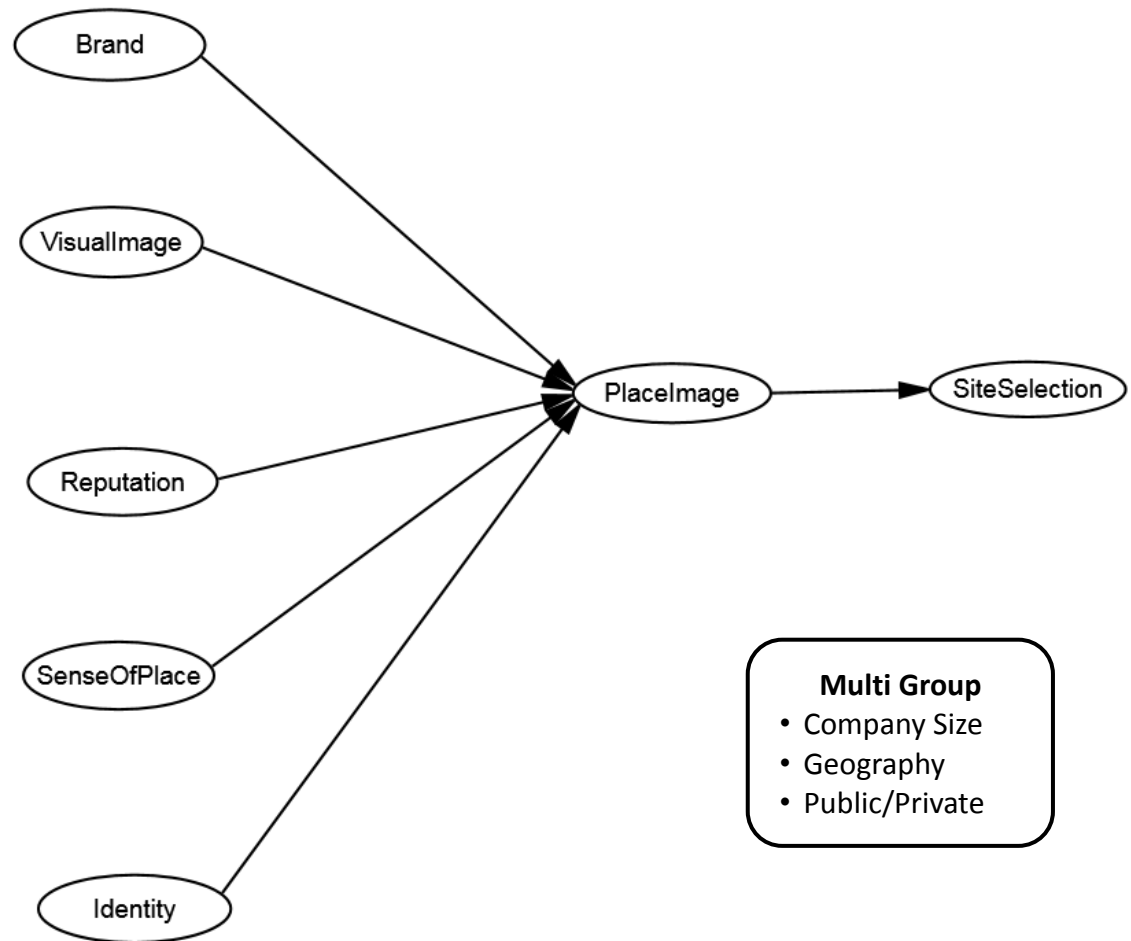 Brand
VisualImage
PlaceImage
SiteSelection
Reputation
SenseOfPlace
Identity
Multi Group
• Company Size
• Geography
• Public/Private